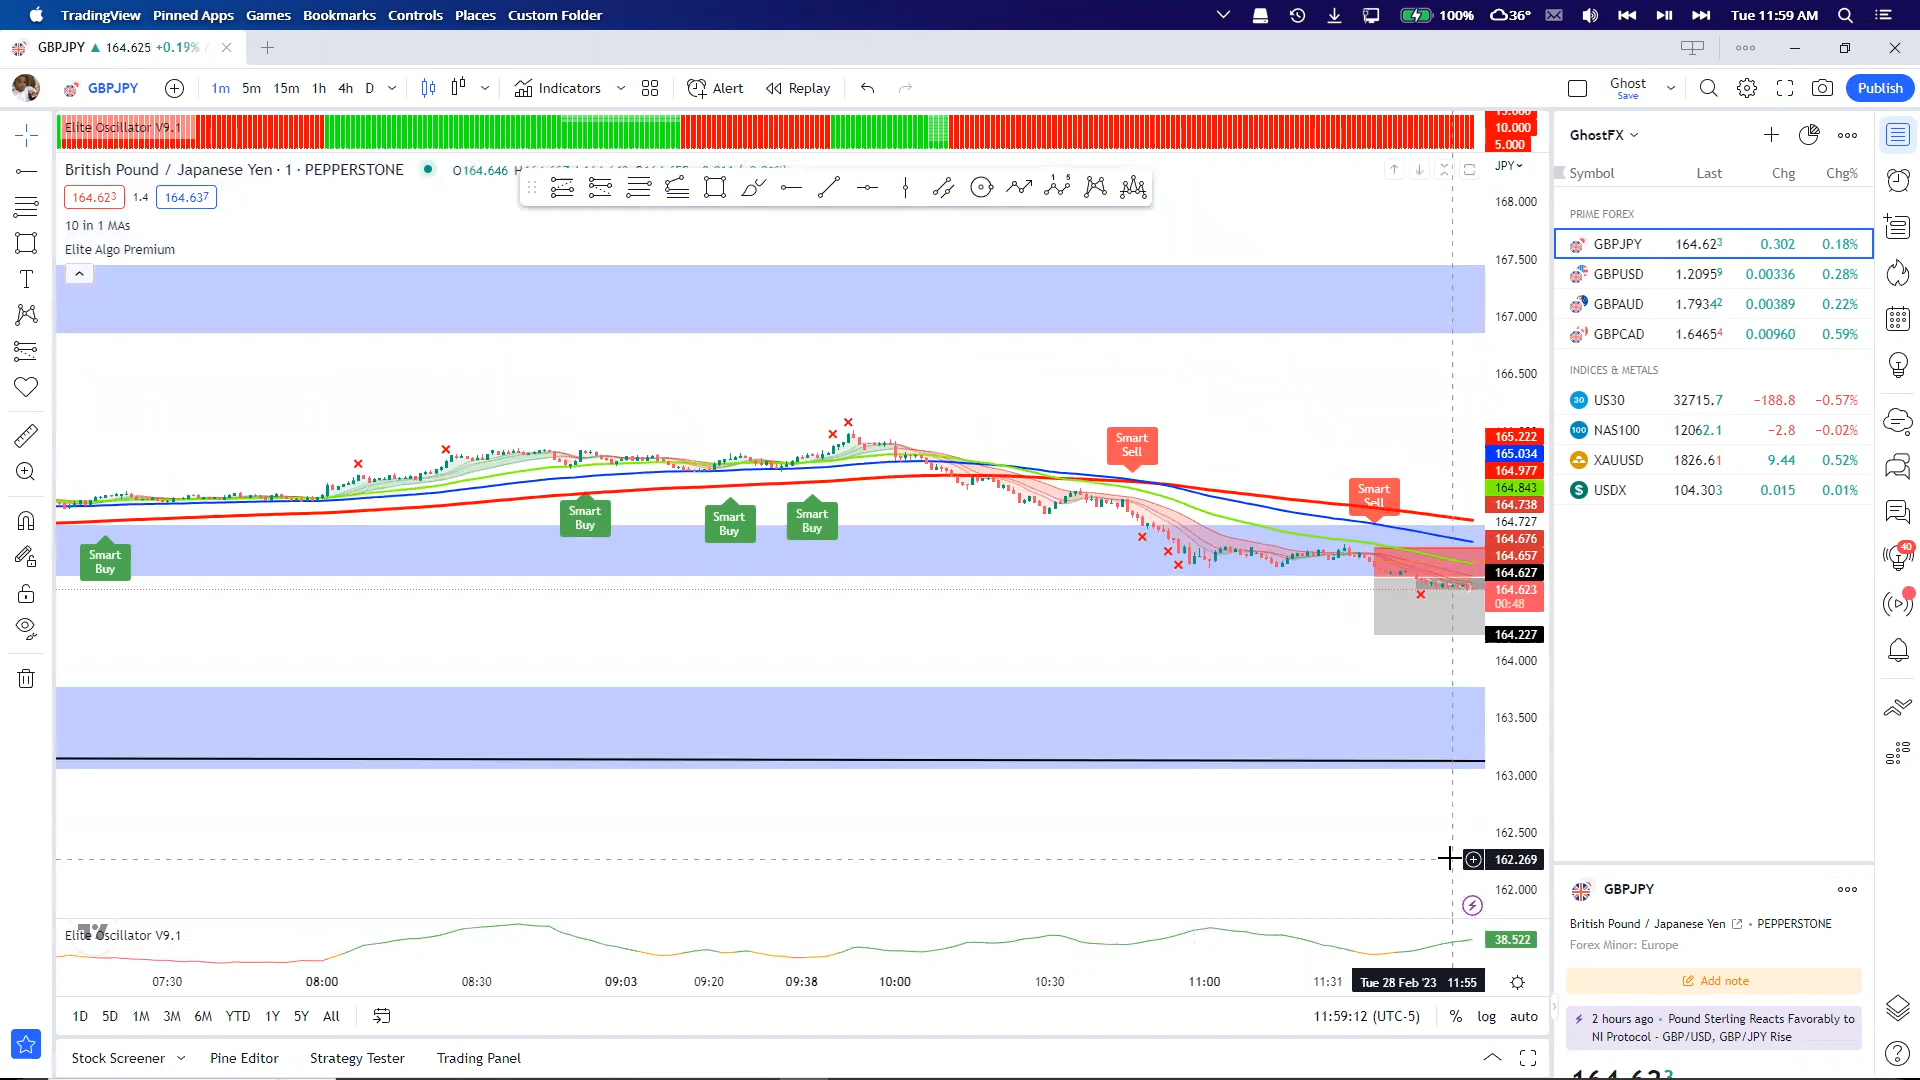 TradingView Pinned Apps Games Bookmarks Controls Places Custom Folder
100% 36° Tue 11:59 AM
GBPJPY ▲ 164.625 +0.19%
GBPJPY 1m 5m 15m 1h 4h D Indicators Alert Replay
Ghost
Save
Publish
Elite Oscillator V9.1
10.000
5.000
British Pound / Japanese Yen · 1 · PEPPERSTONE
O164.646
JPY
164.623 1.4 164.637
10 in 1 MAs
Elite Algo Premium
168.000
167.500
167.000
166.500
165.222
165.034
164.977
164.843
164.738
164.727
164.676
164.657
164.627
164.623
00:48
164.227
164.000
163.500
163.000
162.500
162.269
162.000
Smart
Buy
Smart
Buy
Smart
Buy
Smart
Buy
Smart
Sell
Smart
Sell
Elite Oscillator V9.1
38.522
07:30 08:00 08:30 09:03 09:20 09:38 10:00 10:30 11:00 11:31 Tue 28 Feb '23 11:55
1D 5D 1M 3M 6M YTD 1Y 5Y All
11:59:12 (UTC-5) % log auto
Stock Screener Pine Editor Strategy Tester Trading Panel
GhostFX
Symbol Last Chg Chg%
PRIME FOREX
GBPJPY 164.623 0.302 0.18%
GBPUSD 1.20959 0.00336 0.28%
GBPAUD 1.79342 0.00389 0.22%
GBPCAD 1.64654 0.00960 0.59%
INDICES & METALS
30 US30 32715.7 −188.8 −0.57%
100 NAS100 12062.1 −2.8 −0.02%
XAUUSD 1826.61 9.44 0.52%
$ USDX 104.303 0.015 0.01%
40
GBPJPY
British Pound / Japanese Yen • PEPPERSTONE
Forex Minor: Europe
Add note
2 hours ago • Pound Sterling Reacts Favorably to
NI Protocol - GBP/USD, GBP/JPY Rise
164.623